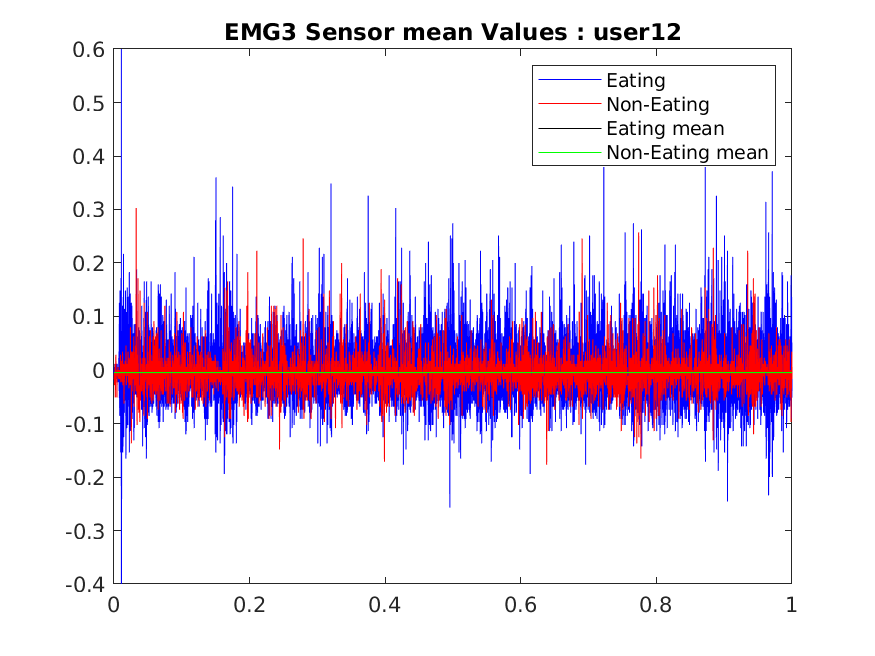 EMG3 Sensor mean Values : user12
0.6
0.5
0.4
0.3
0.2
0.1
0
-0.1
-0.2
-0.3
-0.4
Eating
Non-Eating
Eating mean
Non-Eating mean
0 0.2 0.4 0.6 0.8 1